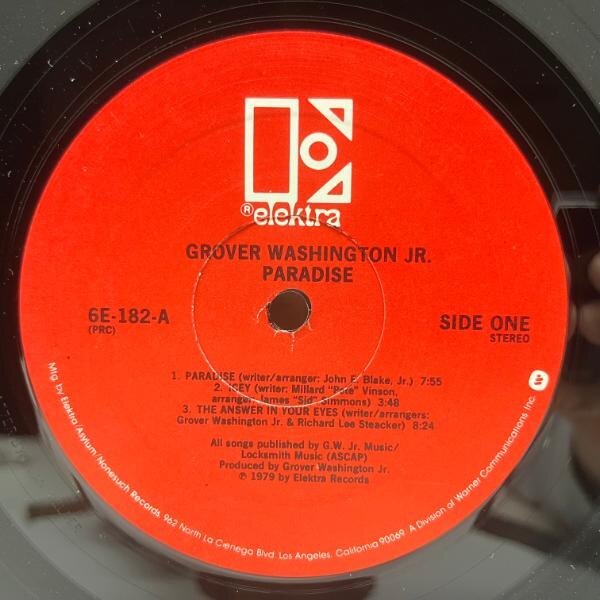 ® elektra
GROVER WASHINGTON JR.
PARADISE
6E-182-A
(PRC)
SIDE ONE
STEREO
1. PARADISE (writer/arranger: John E. Blake, Jr.) 7:55
2. ISEY (writer: Millard "Pete" Vinson,
arranger: James "Sid" Simmons) 3:48
3. THE ANSWER IN YOUR EYES (writer/arrangers:
Grover Washington Jr. & Richard Lee Steacker) 8:24
All songs published by G.W. Jr. Music/
Locksmith Music (ASCAP)
Produced by Grover Washington Jr.
℗ 1979 by Elektra Records
Mfg. by Elektra/Asylum/Nonesuch Records, 962 North La Cienega Blvd. Los Angeles, California 90069. A Division of Warner Communications Inc.